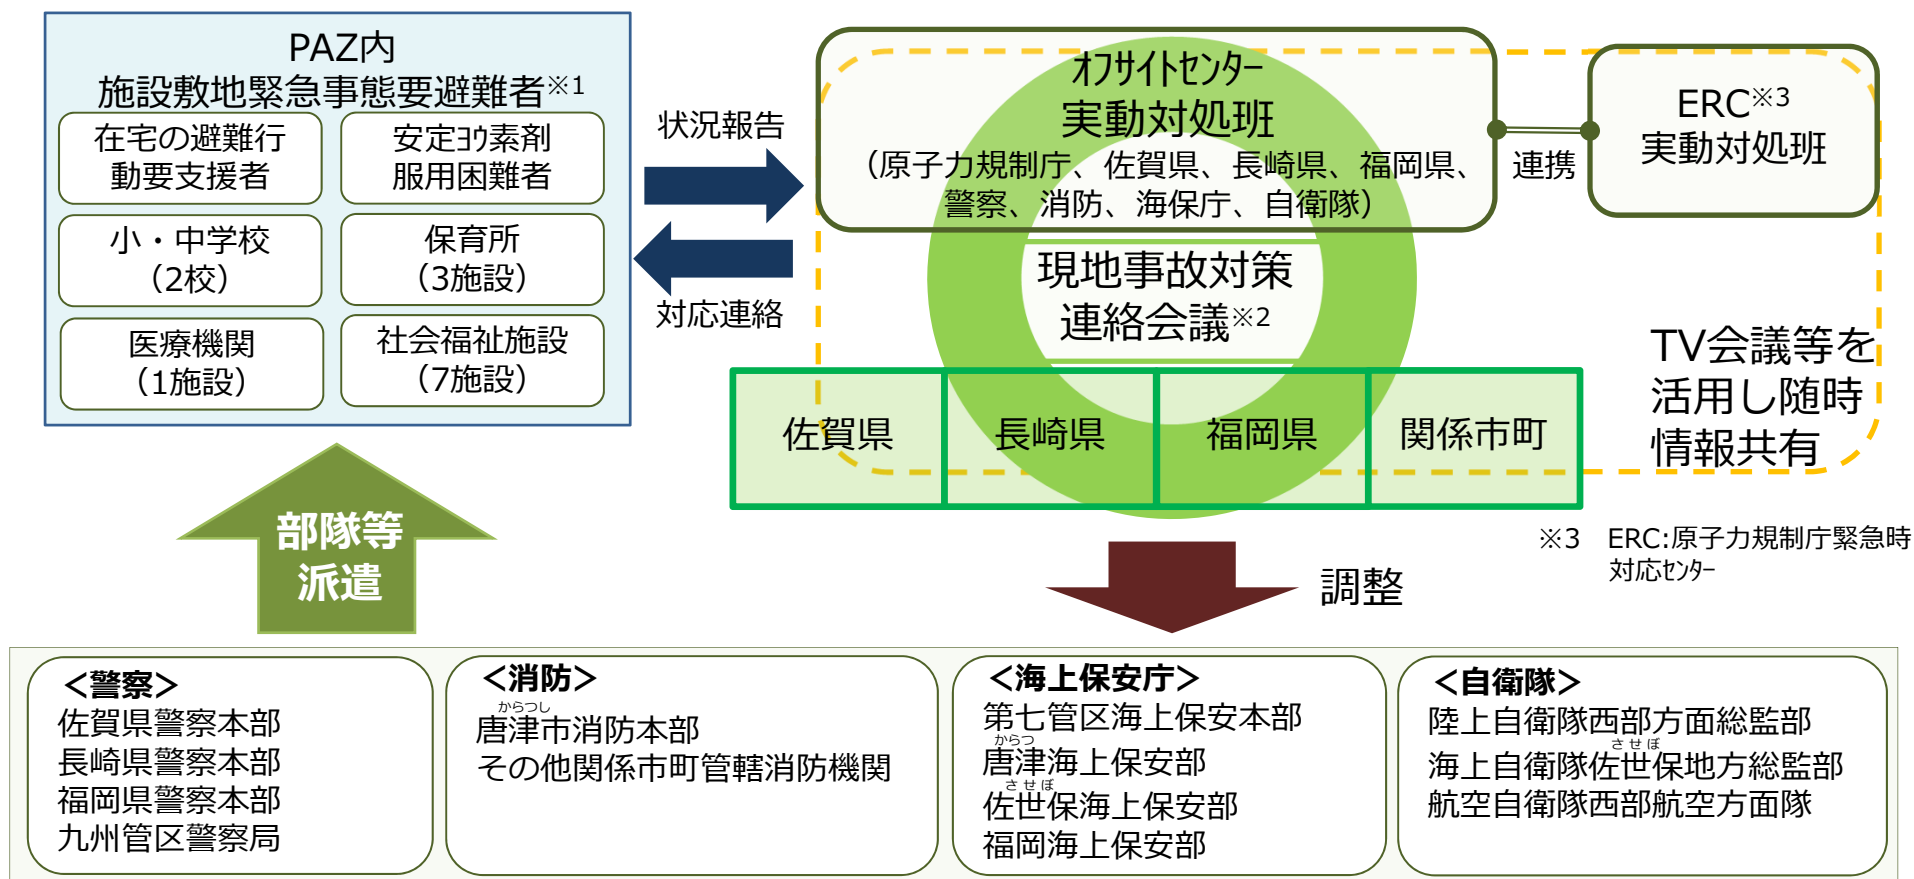 PAZ内
施設敷地緊急事態要避難者※1
在宅の避難行
動要支援者
安定ﾖｳ素剤
服用困難者
小・中学校
（2校）
保育所
（3施設）
医療機関
（1施設）
社会福祉施設
（7施設）
状況報告
対応連絡
ｵﾌｻｲﾄｾﾝﾀｰ
実動対処班
（原子力規制庁、佐賀県、長崎県、福岡県、
警察、消防、海保庁、自衛隊）
連携
ERC※3
実動対処班
現地事故対策
連絡会議※2
TV会議等を
活用し随時
情報共有
佐賀県
長崎県
福岡県
関係市町
※3　ERC:原子力規制庁緊急時
対応ｾﾝﾀｰ
部隊等
派遣
調整
＜警察＞
佐賀県警察本部
長崎県警察本部
福岡県警察本部
九州管区警察局
＜消防＞
からつし
唐津市消防本部
その他関係市町管轄消防機関
＜海上保安庁＞
第七管区海上保安本部
からつ
唐津海上保安部
させぼ
佐世保海上保安部
福岡海上保安部
＜自衛隊＞
陸上自衛隊西部方面総監部
させぼ
海上自衛隊佐世保地方総監部
航空自衛隊西部航空方面隊